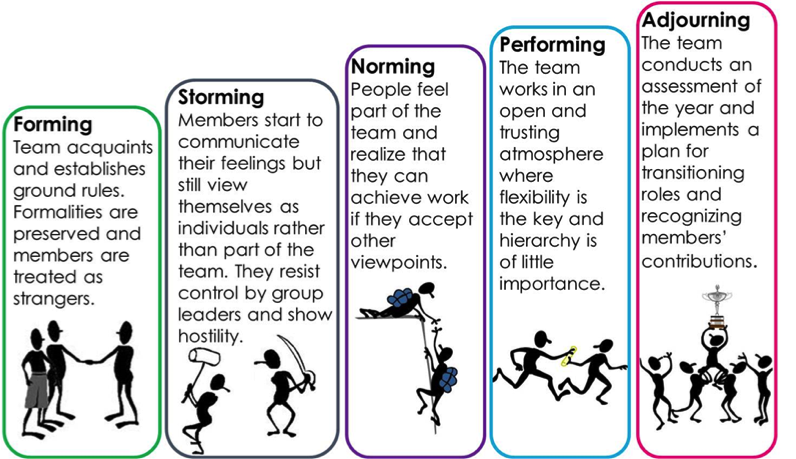 Forming
Team acquaints
and establishes
ground rules.
Formalities are
preserved and
members are
treated as
strangers.
Storming
Members start to
communicate
their feelings but
still view
themselves as
individuals rather
than part of the
team. They resist
control by group
leaders and show
hostility.
Norming
People feel
part of the
team and
realize that
they can
achieve work
if they accept
other
viewpoints.
Performing
The team
works in an
open and
trusting
atmosphere
where
flexibility is
the key and
hierarchy is
of little
importance.
Adjourning
The team
conducts an
assessment of
the year and
implements a
plan for
transitioning
roles and
recognizing
members’
contributions.